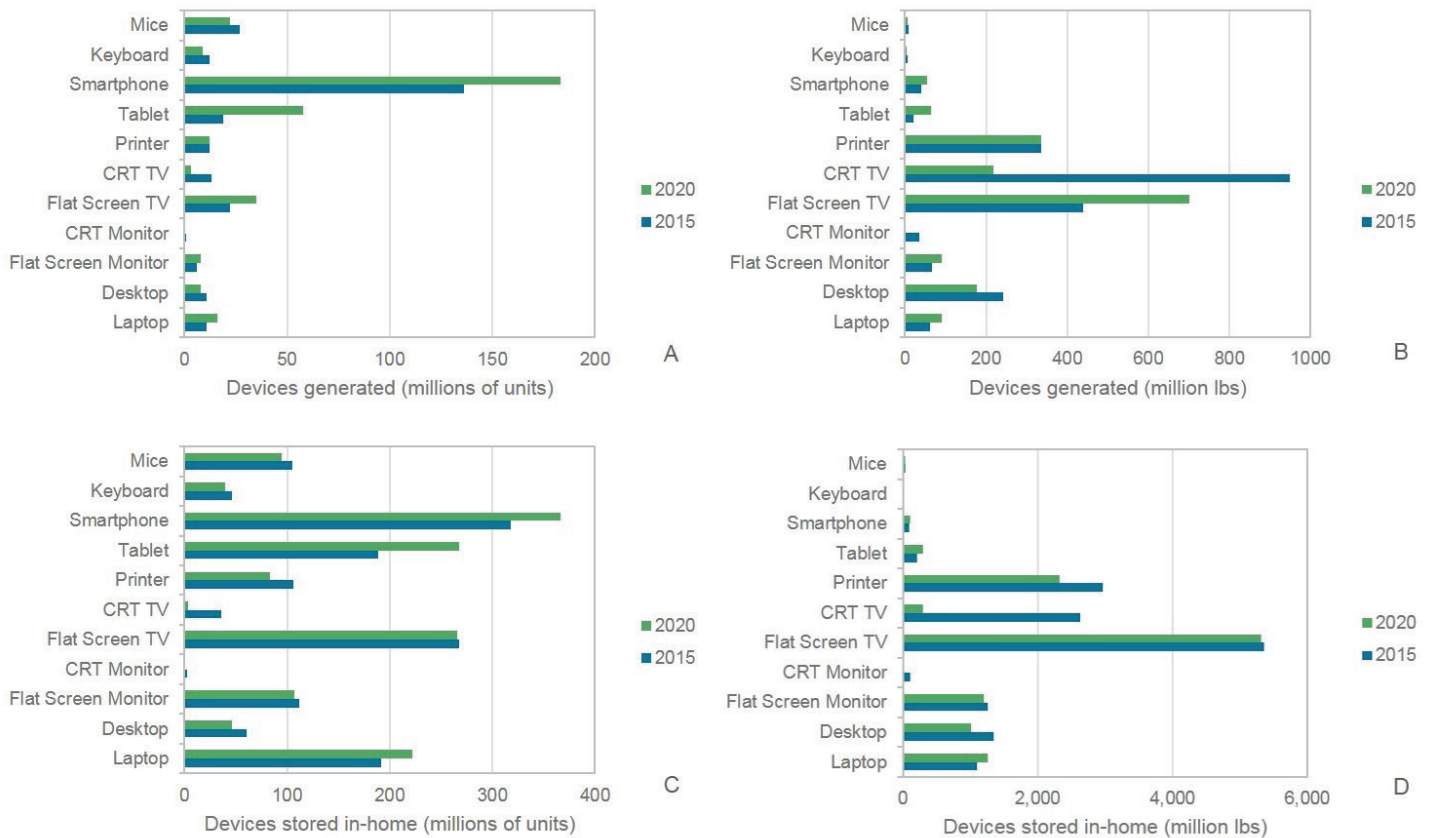 Mice
Keyboard
Smartphone
Tablet
Printer
CRT TV
Flat Screen TV
CRT Monitor
Flat Screen Monitor
Desktop
Laptop
0 50 100 150 200
Devices generated (millions of units)
2020
2015
A
Mice
Keyboard
Smartphone
Tablet
Printer
CRT TV
Flat Screen TV
CRT Monitor
Flat Screen Monitor
Desktop
Laptop
0 200 400 600 800 1000
Devices generated (million lbs)
2020
2015
B
Mice
Keyboard
Smartphone
Tablet
Printer
CRT TV
Flat Screen TV
CRT Monitor
Flat Screen Monitor
Desktop
Laptop
0 100 200 300 400
Devices stored in-home (millions of units)
2020
2015
C
Mice
Keyboard
Smartphone
Tablet
Printer
CRT TV
Flat Screen TV
CRT Monitor
Flat Screen Monitor
Desktop
Laptop
0 2,000 4,000 6,000
Devices stored in-home (million lbs)
2020
2015
D